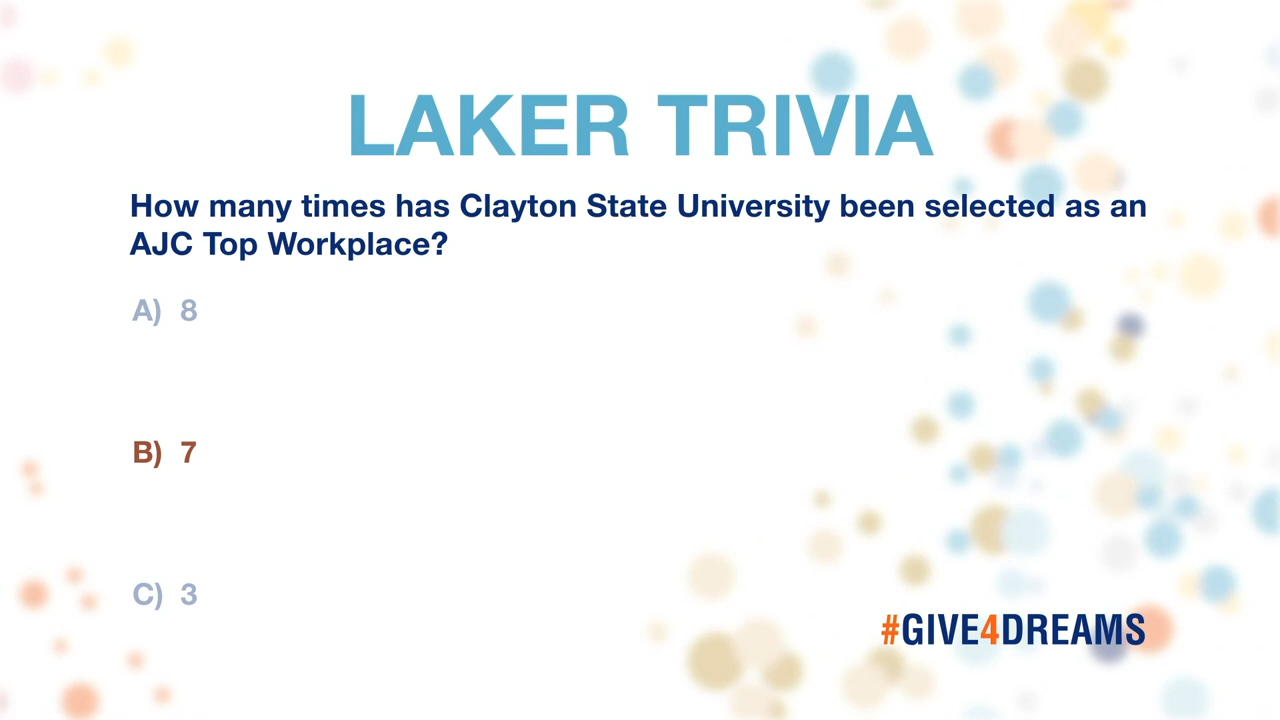 LAKER TRIVIA
How many times has Clayton State University been selected as an
AJC Top Workplace?
A) 8
B) 7
C) 3
#GIVE4DREAMS